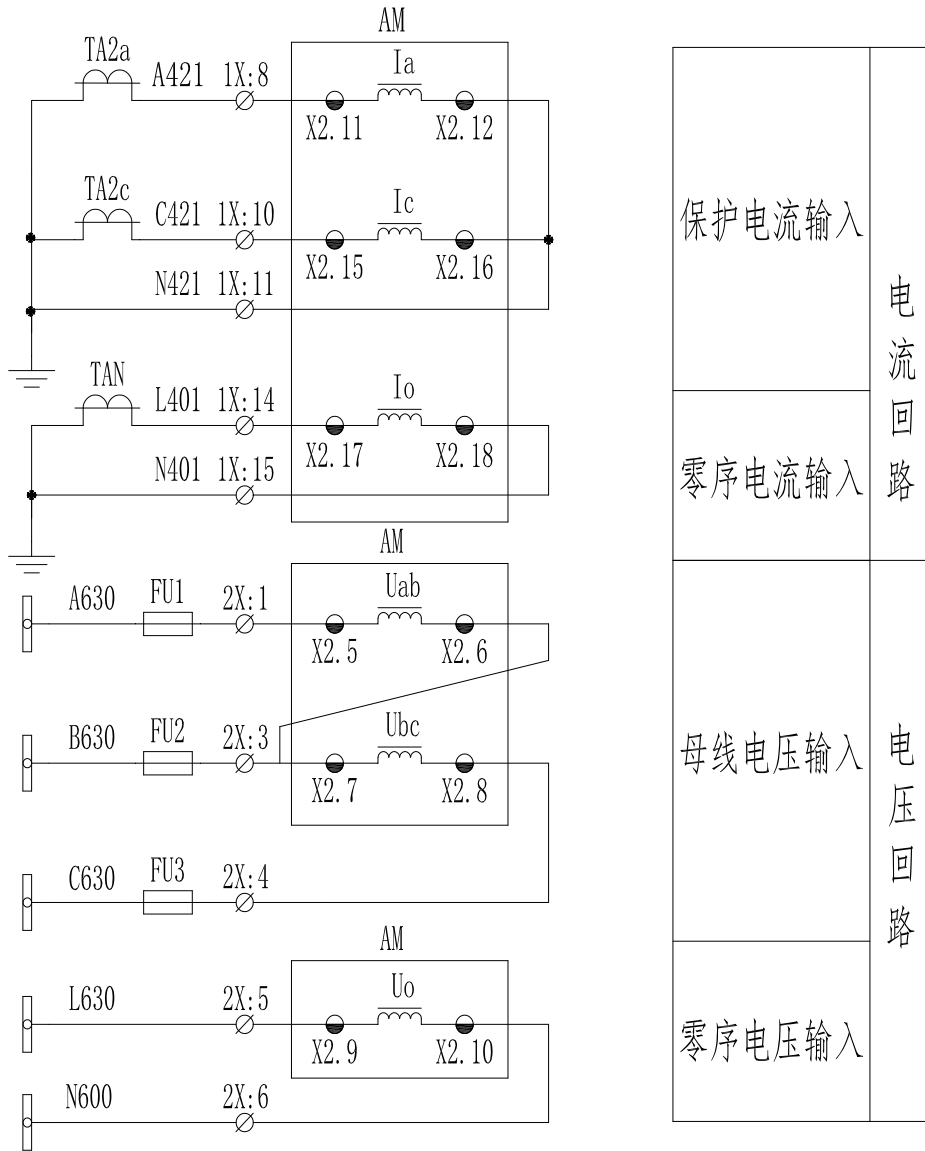 AM
TA2a A421 1X:8 Ia
X2.11 X2.12
TA2c C421 1X:10 Ic
X2.15 X2.16
N421 1X:11
TAN L401 1X:14 Io
X2.17 X2.18
N401 1X:15
AM
A630 FU1 2X:1 Uab
X2.5 X2.6
B630 FU2 2X:3 Ubc
X2.7 X2.8
C630 FU3 2X:4
AM
L630 2X:5 Uo
X2.9 X2.10
N600 2X:6
保护电流输入
零序电流输入
电流回路
母线电压输入
零序电压输入
电压回路